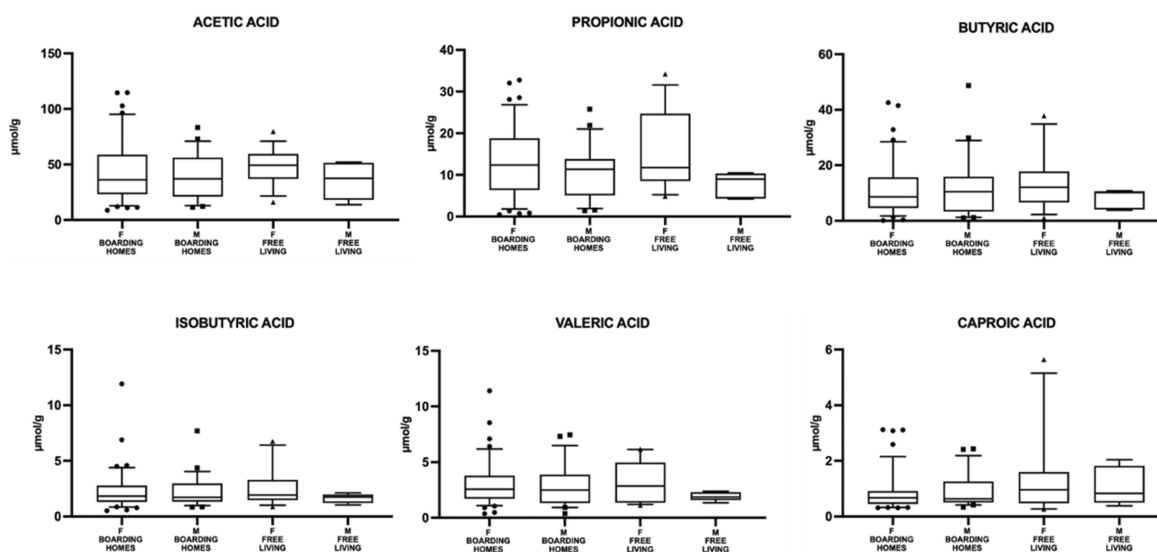 ACETIC ACID
150
100
50
0
µmol/g
F
BOARDING
HOMES
M
BOARDING
HOMES
F
FREE
LIVING
M
FREE
LIVING
PROPIONIC ACID
40
30
20
10
0
µmol/g
F
BOARDING
HOMES
M
BOARDING
HOMES
F
FREE
LIVING
M
FREE
LIVING
BUTYRIC ACID
60
40
20
0
µmol/g
F
BOARDING
HOMES
M
BOARDING
HOMES
F
FREE
LIVING
M
FREE
LIVING
ISOBUTYRIC ACID
15
10
5
0
µmol/g
F
BOARDING
HOMES
M
BOARDING
HOMES
F
FREE
LIVING
M
FREE
LIVING
VALERIC ACID
15
10
5
0
µmol/g
F
BOARDING
HOMES
M
BOARDING
HOMES
F
FREE
LIVING
M
FREE
LIVING
CAPROIC ACID
6
4
2
0
µmol/g
F
BOARDING
HOMES
M
BOARDING
HOMES
F
FREE
LIVING
M
FREE
LIVING